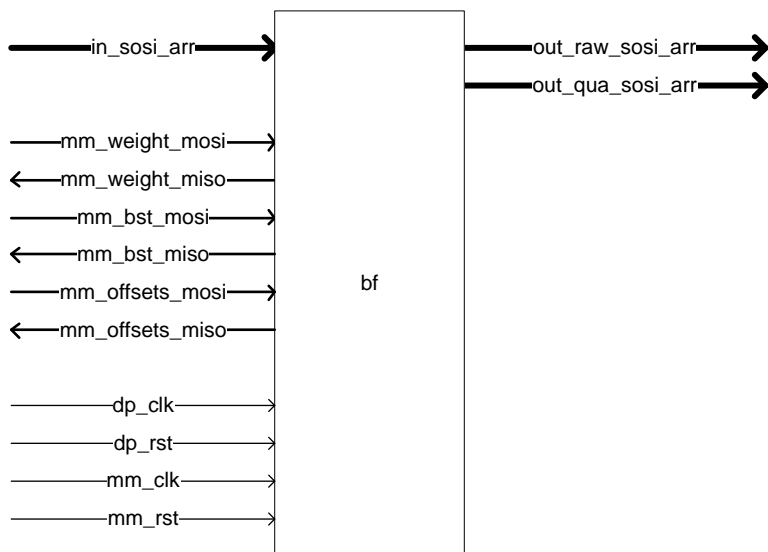 in_sosi_arr
out_raw_sosi_arr
out_qua_sosi_arr
mm_weight_mosi
mm_weight_miso
mm_bst_mosi
mm_bst_miso
mm_offsets_mosi
mm_offsets_miso
bf
dp_clk
dp_rst
mm_clk
mm_rst